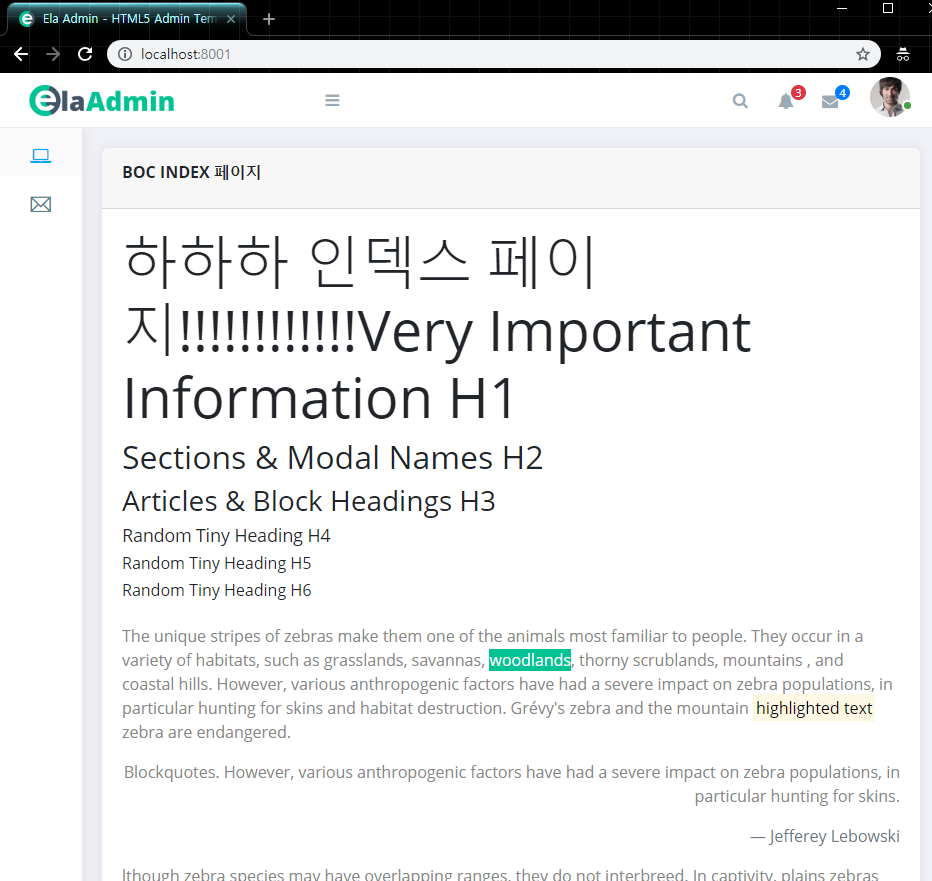 Ela Admin - HTML5 Admin Tem
localhost:8001
elaAdmin
3
4
BOC INDEX 페이지
하하하 인덱스 페이
지!!!!!!!!!!!!Very Important
Information H1
Sections & Modal Names H2
Articles & Block Headings H3
Random Tiny Heading H4
Random Tiny Heading H5
Random Tiny Heading H6
The unique stripes of zebras make them one of the animals most familiar to people. They occur in a
variety of habitats, such as grasslands, savannas, woodlands, thorny scrublands, mountains , and
coastal hills. However, various anthropogenic factors have had a severe impact on zebra populations, in
particular hunting for skins and habitat destruction. Grévy's zebra and the mountain highlighted text
zebra are endangered.
Blockquotes. However, various anthropogenic factors have had a severe impact on zebra populations, in
particular hunting for skins.
— Jefferey Lebowski
lthough zebra species may have overlapping ranges, they do not interbreed. In captivity, plains zebras